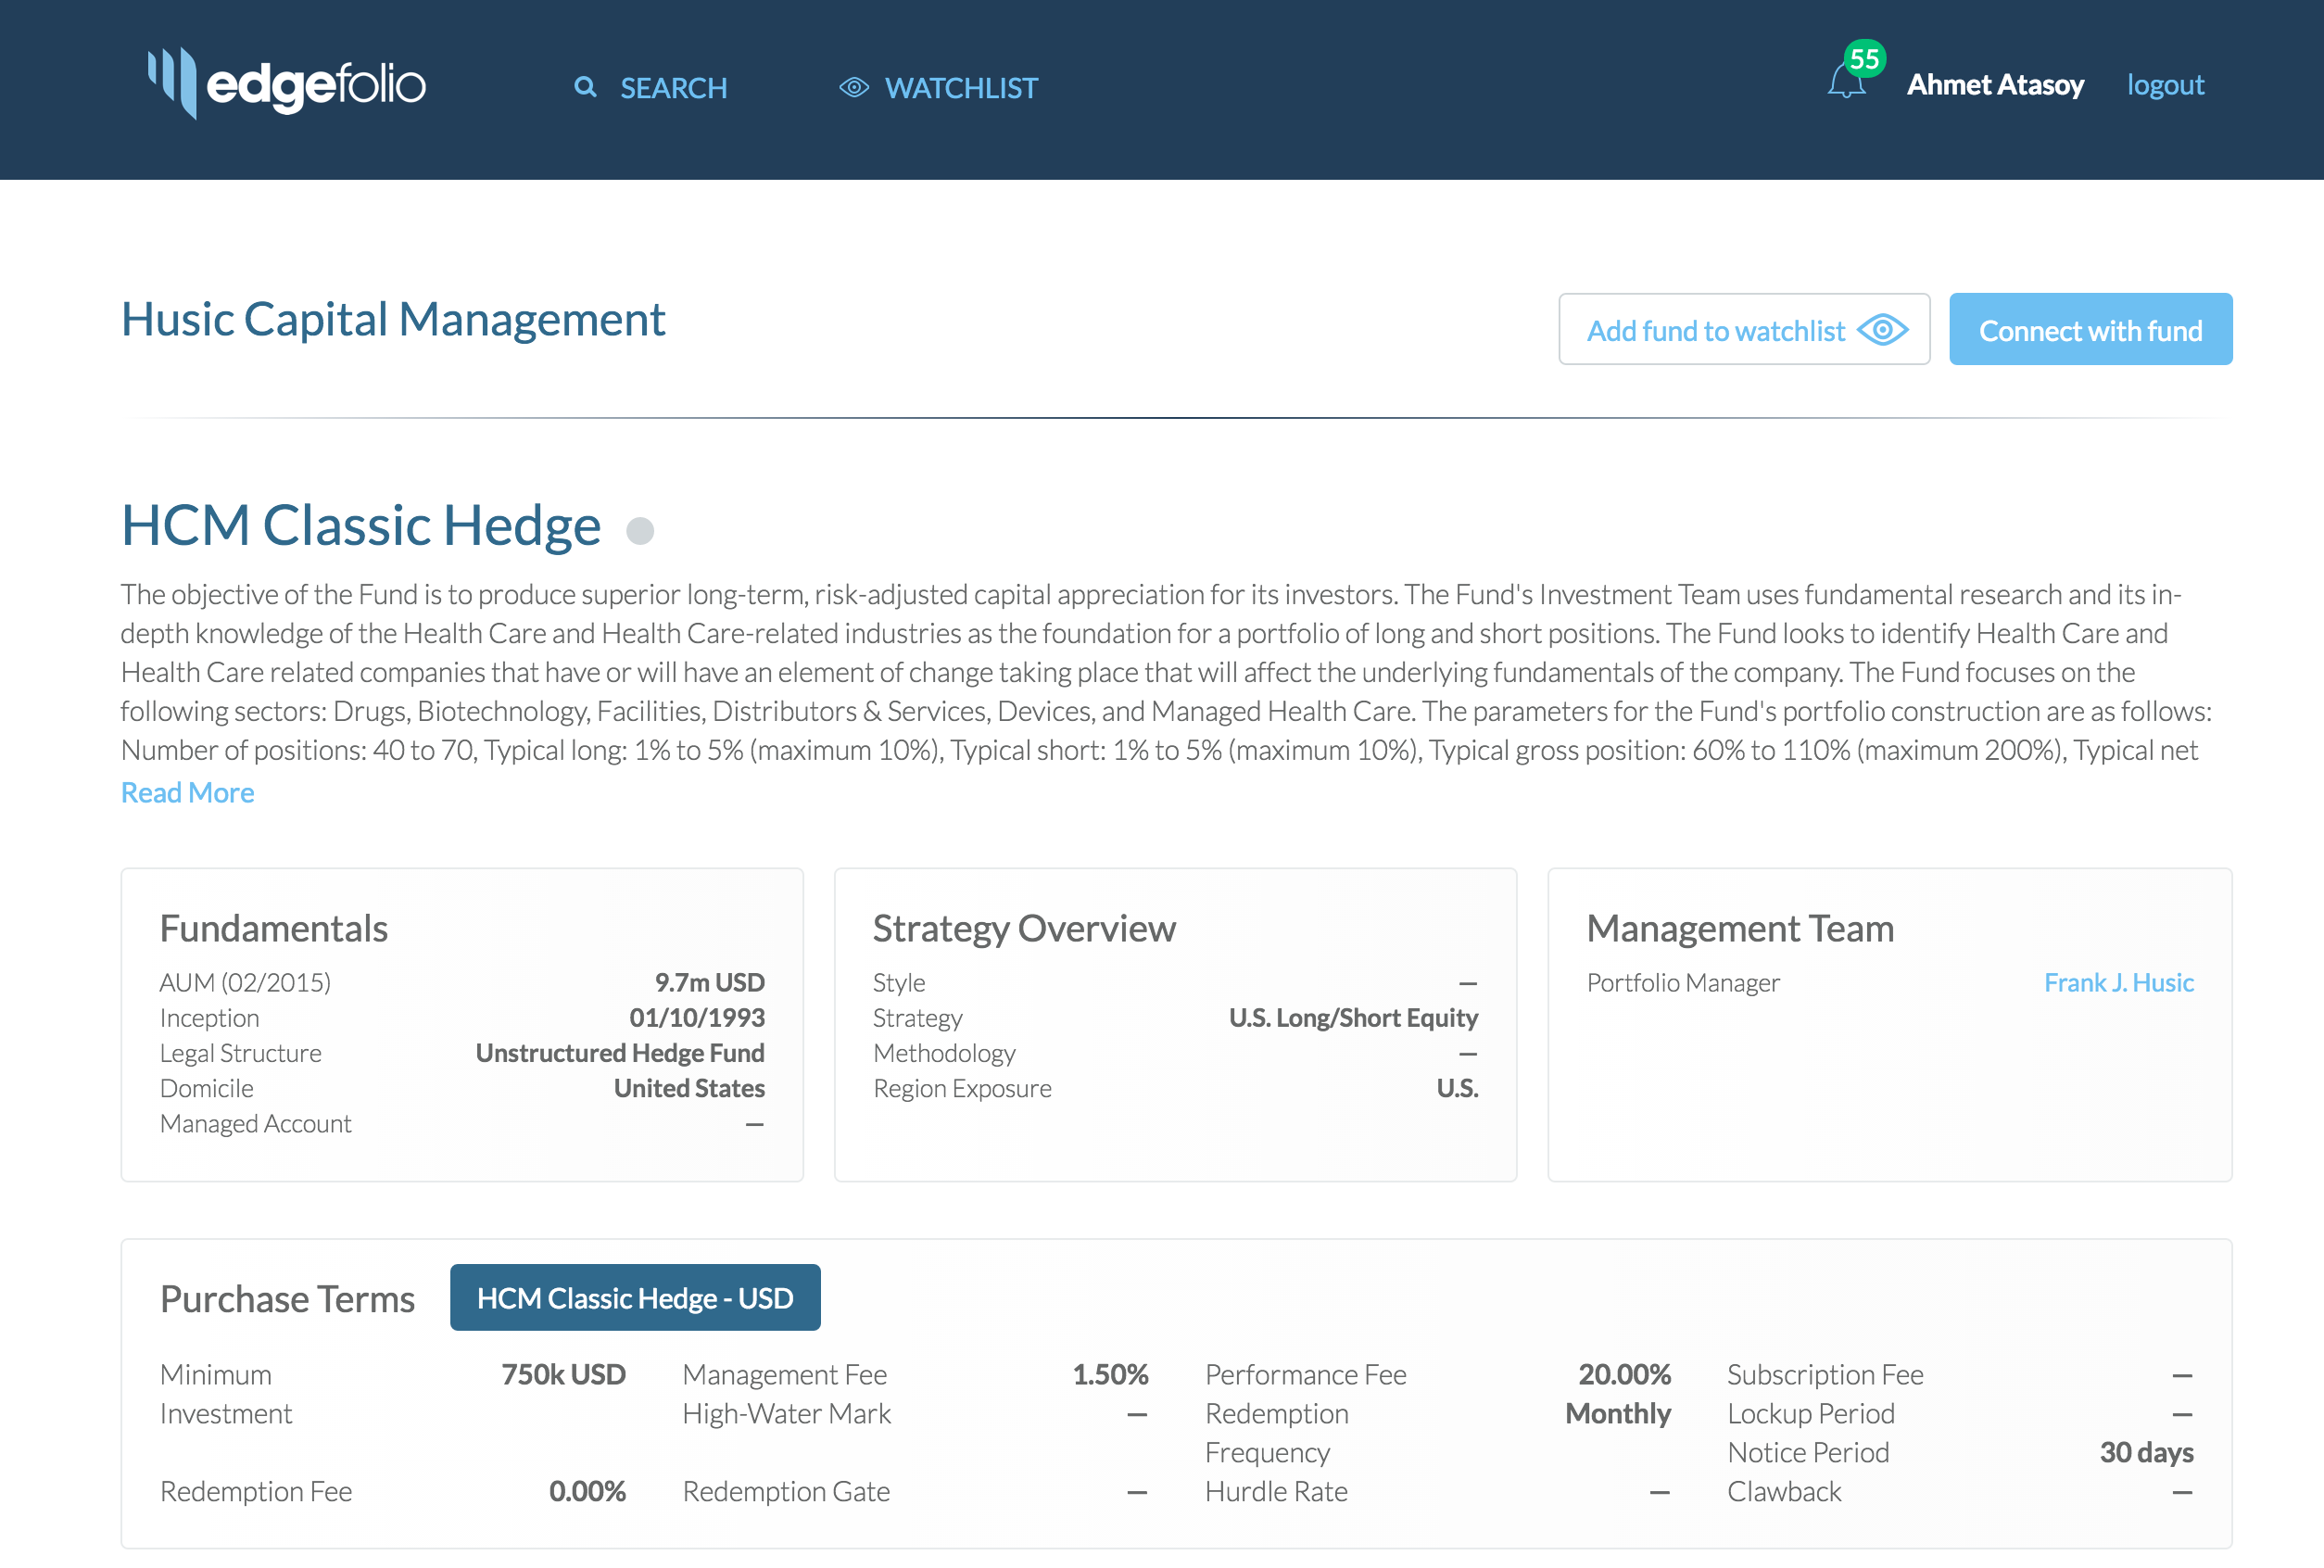 edgefolio
SEARCH
WATCHLIST
55
Ahmet Atasoy
logout
Husic Capital Management
Add fund to watchlist
Connect with fund
HCM Classic Hedge
The objective of the Fund is to produce superior long-term, risk-adjusted capital appreciation for its investors. The Fund's Investment Team uses fundamental research and its in-
depth knowledge of the Health Care and Health Care-related industries as the foundation for a portfolio of long and short positions. The Fund looks to identify Health Care and
Health Care related companies that have or will have an element of change taking place that will affect the underlying fundamentals of the company. The Fund focuses on the
following sectors: Drugs, Biotechnology, Facilities, Distributors & Services, Devices, and Managed Health Care. The parameters for the Fund's portfolio construction are as follows:
Number of positions: 40 to 70, Typical long: 1% to 5% (maximum 10%), Typical short: 1% to 5% (maximum 10%), Typical gross position: 60% to 110% (maximum 200%), Typical net
Read More
Fundamentals
AUM (02/2015) 9.7m USD
Inception 01/10/1993
Legal Structure Unstructured Hedge Fund
Domicile United States
Managed Account —
Strategy Overview
Style —
Strategy U.S. Long/Short Equity
Methodology —
Region Exposure U.S.
Management Team
Portfolio Manager Frank J. Husic
Purchase Terms HCM Classic Hedge - USD
Minimum 750k USD
Investment
Redemption Fee 0.00%
Management Fee 1.50%
High-Water Mark —
Redemption Gate —
Performance Fee 20.00%
Redemption Monthly
Frequency
Hurdle Rate —
Subscription Fee —
Lockup Period —
Notice Period 30 days
Clawback —